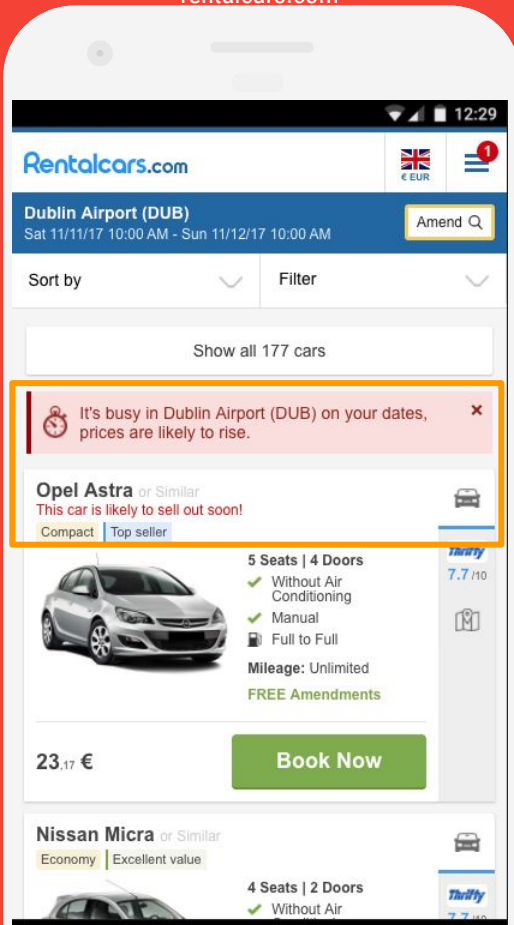 rentalcars.com
12:29
Rentalcars.com
€ EUR
1
Dublin Airport (DUB)
Sat 11/11/17 10:00 AM - Sun 11/12/17 10:00 AM
Amend
Sort by
Filter
Show all 177 cars
It's busy in Dublin Airport (DUB) on your dates,
prices are likely to rise.
×
Opel Astra or Similar
This car is likely to sell out soon!
Compact
Top seller
Thrifty
7.7 /10
5 Seats | 4 Doors
Without Air
Conditioning
Manual
Full to Full
Mileage: Unlimited
FREE Amendments
23.17 €
Book Now
Nissan Micra or Similar
Economy
Excellent value
4 Seats | 2 Doors
Without Air
Thrifty
7.7 /10